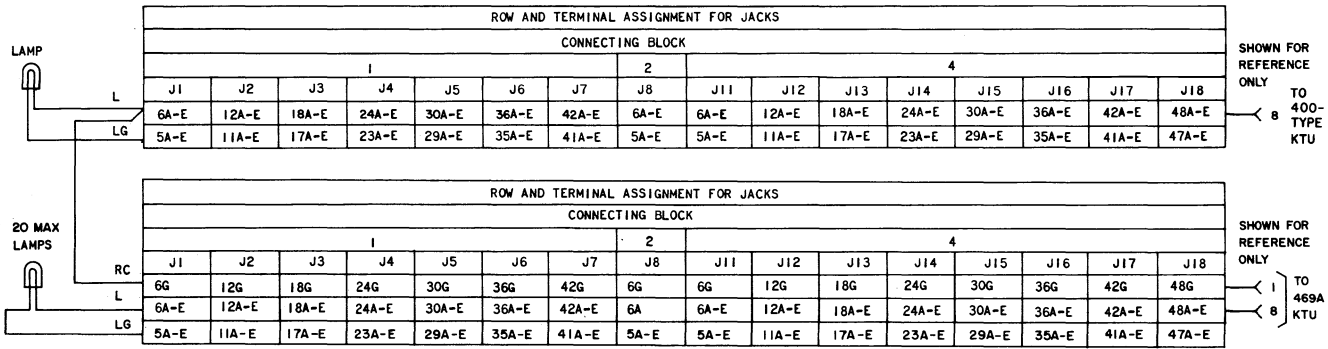 ROW AND TERMINAL ASSIGNMENT FOR JACKS
CONNECTING BLOCK
LAMP
SHOWN FOR
REFERENCE
ONLY
1 2 4
J1 J2 J3 J4 J5 J6 J7 J8 J11 J12 J13 J14 J15 J16 J17 J18
L 6A-E 12A-E 18A-E 24A-E 30A-E 36A-E 42A-E 6A-E 6A-E 12A-E 18A-E 24A-E 30A-E 36A-E 42A-E 48A-E 8
LG 5A-E 11A-E 17A-E 23A-E 29A-E 35A-E 41A-E 5A-E 5A-E 11A-E 17A-E 23A-E 29A-E 35A-E 41A-E 47A-E
TO
400-
TYPE
KTU
ROW AND TERMINAL ASSIGNMENT FOR JACKS
CONNECTING BLOCK
20 MAX
LAMPS
SHOWN FOR
REFERENCE
ONLY
1 2 4
J1 J2 J3 J4 J5 J6 J7 J8 J11 J12 J13 J14 J15 J16 J17 J18
RC 6G 12G 18G 24G 30G 36G 42G 6G 6G 12G 18G 24G 30G 36G 42G 48G 1
L 6A-E 12A-E 18A-E 24A-E 30A-E 36A-E 42A-E 6A 6A-E 12A-E 18A-E 24A-E 30A-E 36A-E 42A-E 48A-E 8
LG 5A-E 11A-E 17A-E 23A-E 29A-E 35A-E 41A-E 5A-E 5A-E 11A-E 17A-E 23A-E 29A-E 35A-E 41A-E 47A-E
TO
469A
KTU